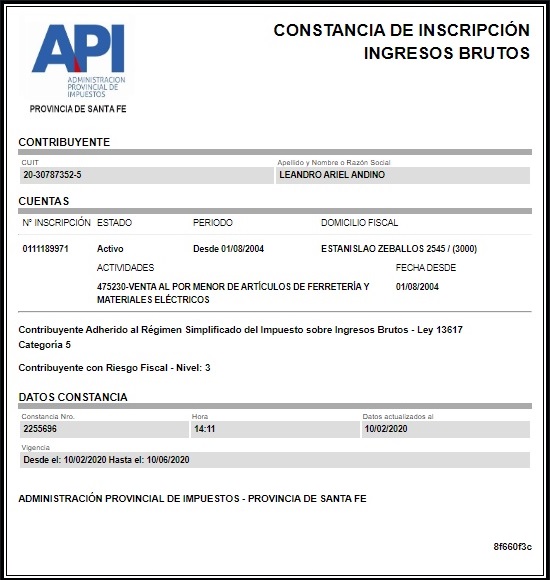 API
ADMINISTRACION
PROVINCIAL DE
IMPUESTOS
PROVINCIA DE SANTA FE
CONSTANCIA DE INSCRIPCIÓN
INGRESOS BRUTOS
CONTRIBUYENTE
CUIT Apellido y Nombre o Razón Social
20-30787352-5 LEANDRO ARIEL ANDINO
CUENTAS
Nº INSCRIPCIÓN ESTADO PERIODO DOMICILIO FISCAL
0111189971 Activo Desde 01/08/2004 ESTANISLAO ZEBALLOS 2545 / (3000)
ACTIVIDADES FECHA DESDE
475230-VENTA AL POR MENOR DE ARTÍCULOS DE FERRETERÍA Y 01/08/2004
MATERIALES ELÉCTRICOS
Contribuyente Adherido al Régimen Simplificado del Impuesto sobre Ingresos Brutos - Ley 13617
Categoría 5
Contribuyente con Riesgo Fiscal - Nivel: 3
DATOS CONSTANCIA
Constancia Nro. Hora Datos actualizados al
2255696 14:11 10/02/2020
Vigencia
Desde el: 10/02/2020 Hasta el: 10/06/2020
ADMINISTRACIÓN PROVINCIAL DE IMPUESTOS - PROVINCIA DE SANTA FE
8f660f3c